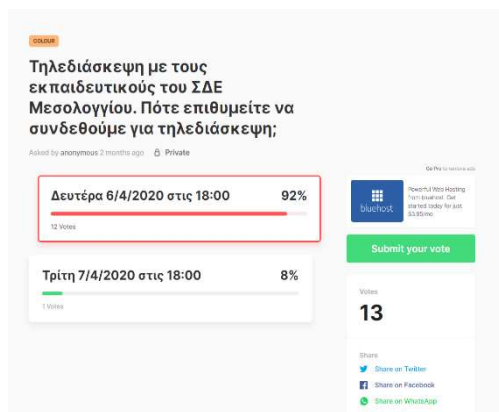 COLOUR
Τηλεδιάσκεψη με τους
εκπαιδευτικούς του ΣΔΕ
Μεσολογγίου. Πότε επιθυμείτε να
συνδεθούμε για τηλεδιάσκεψη;
Asked by anonymous 2 months ago Private
Go Pro to remove ads
Δευτέρα 6/4/2020 στις 18:00 92%
12 Votes
Τρίτη 7/4/2020 στις 18:00 8%
1 Votes
bluehost
Powerful Web Hosting
from bluehost. Get
started today for just
$3.95/mo.
Submit your vote
Votes
13
Share
Share on Twitter
Share on Facebook
Share on WhatsApp